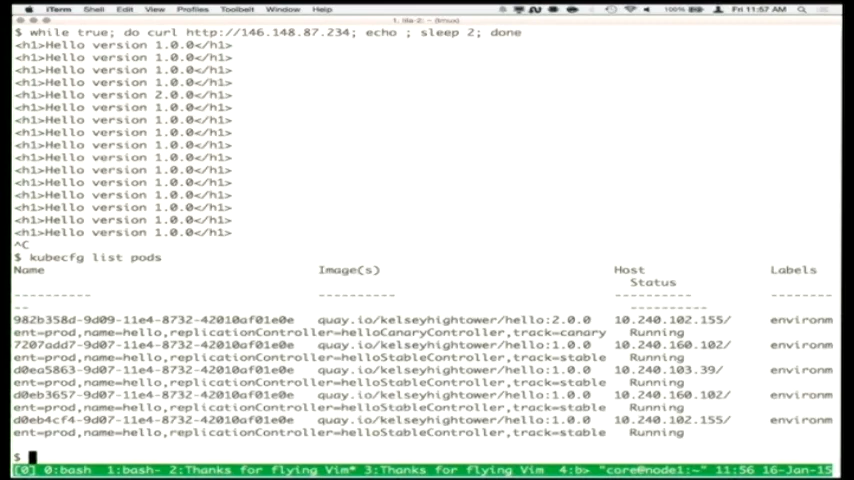 iTerm Shell Edit View Profiles Toolbelt Window Help 100% Fri 11:57 AM
$ while true; do curl http://146.148.87.234; echo ; sleep 2; done
<h1>Hello version 1.0.0</h1>
<h1>Hello version 1.0.0</h1>
<h1>Hello version 1.0.0</h1>
<h1>Hello version 1.0.0</h1>
<h1>Hello version 2.0.0</h1>
<h1>Hello version 1.0.0</h1>
<h1>Hello version 1.0.0</h1>
<h1>Hello version 1.0.0</h1>
<h1>Hello version 1.0.0</h1>
<h1>Hello version 1.0.0</h1>
<h1>Hello version 1.0.0</h1>
<h1>Hello version 1.0.0</h1>
<h1>Hello version 1.0.0</h1>
<h1>Hello version 1.0.0</h1>
<h1>Hello version 1.0.0</h1>
<h1>Hello version 1.0.0</h1>
^C
$ kubecfg list pods
Name Image(s) Host Labels
Status
---------- ---------- ---------- --------
-- ----------
982b358d-9d09-11e4-8732-42010af01e0e quay.io/kelseyhightower/hello:2.0.0 10.240.102.155/ environm
ent=prod,name=hello,replicationController=helloCanaryController,track=canary Running
7207add7-9d07-11e4-8732-42010af01e0e quay.io/kelseyhightower/hello:1.0.0 10.240.160.102/ environm
ent=prod,name=hello,replicationController=helloStableController,track=stable Running
d0ea5863-9d07-11e4-8732-42010af01e0e quay.io/kelseyhightower/hello:1.0.0 10.240.103.39/ environm
ent=prod,name=hello,replicationController=helloStableController,track=stable Running
d0eb3657-9d07-11e4-8732-42010af01e0e quay.io/kelseyhightower/hello:1.0.0 10.240.160.102/ environm
ent=prod,name=hello,replicationController=helloStableController,track=stable Running
d0eb4cf4-9d07-11e4-8732-42010af01e0e quay.io/kelseyhightower/hello:1.0.0 10.240.102.155/ environm
ent=prod,name=hello,replicationController=helloStableController,track=stable Running
$
[0] 0:bash 1:bash- 2:Thanks for flying Vim* 3:Thanks for flying Vim 4:b> "core@node1:~" 11:56 16-Jan-15